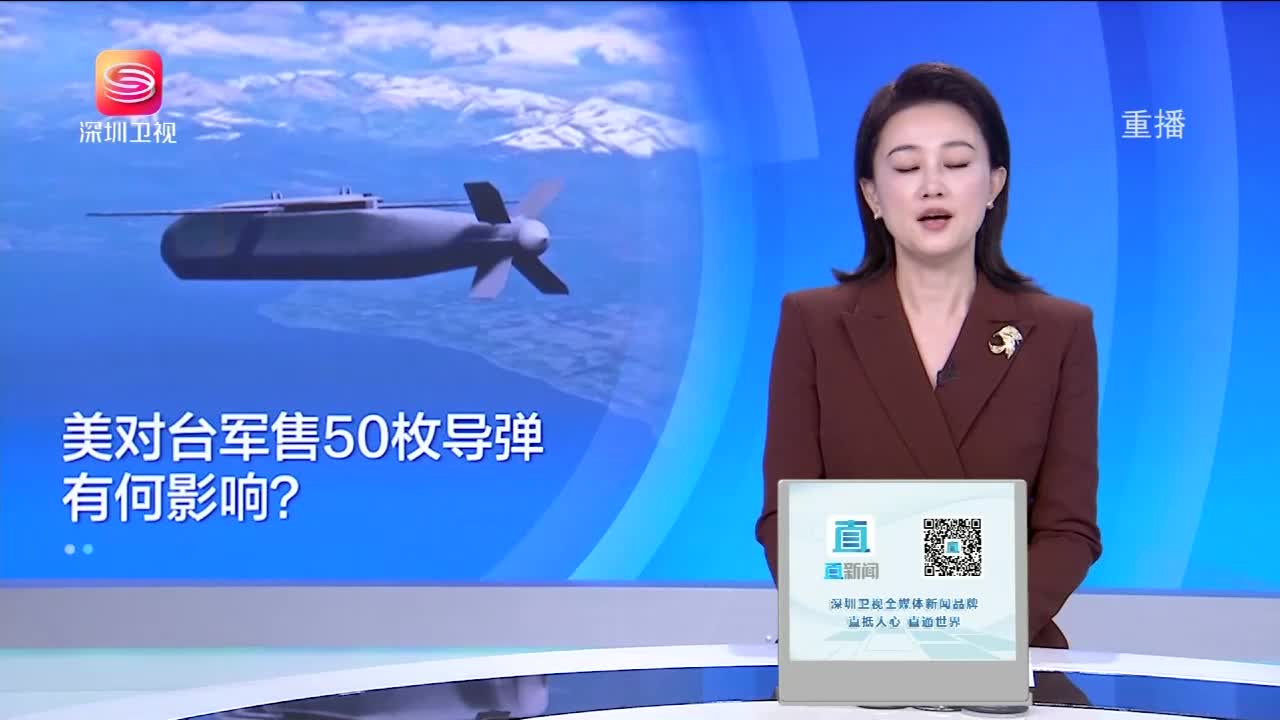 深圳卫视
重播
美对台军售50枚导弹
有何影响？
直
直新闻
深圳卫视全媒体新闻品牌
直抵人心 直通世界